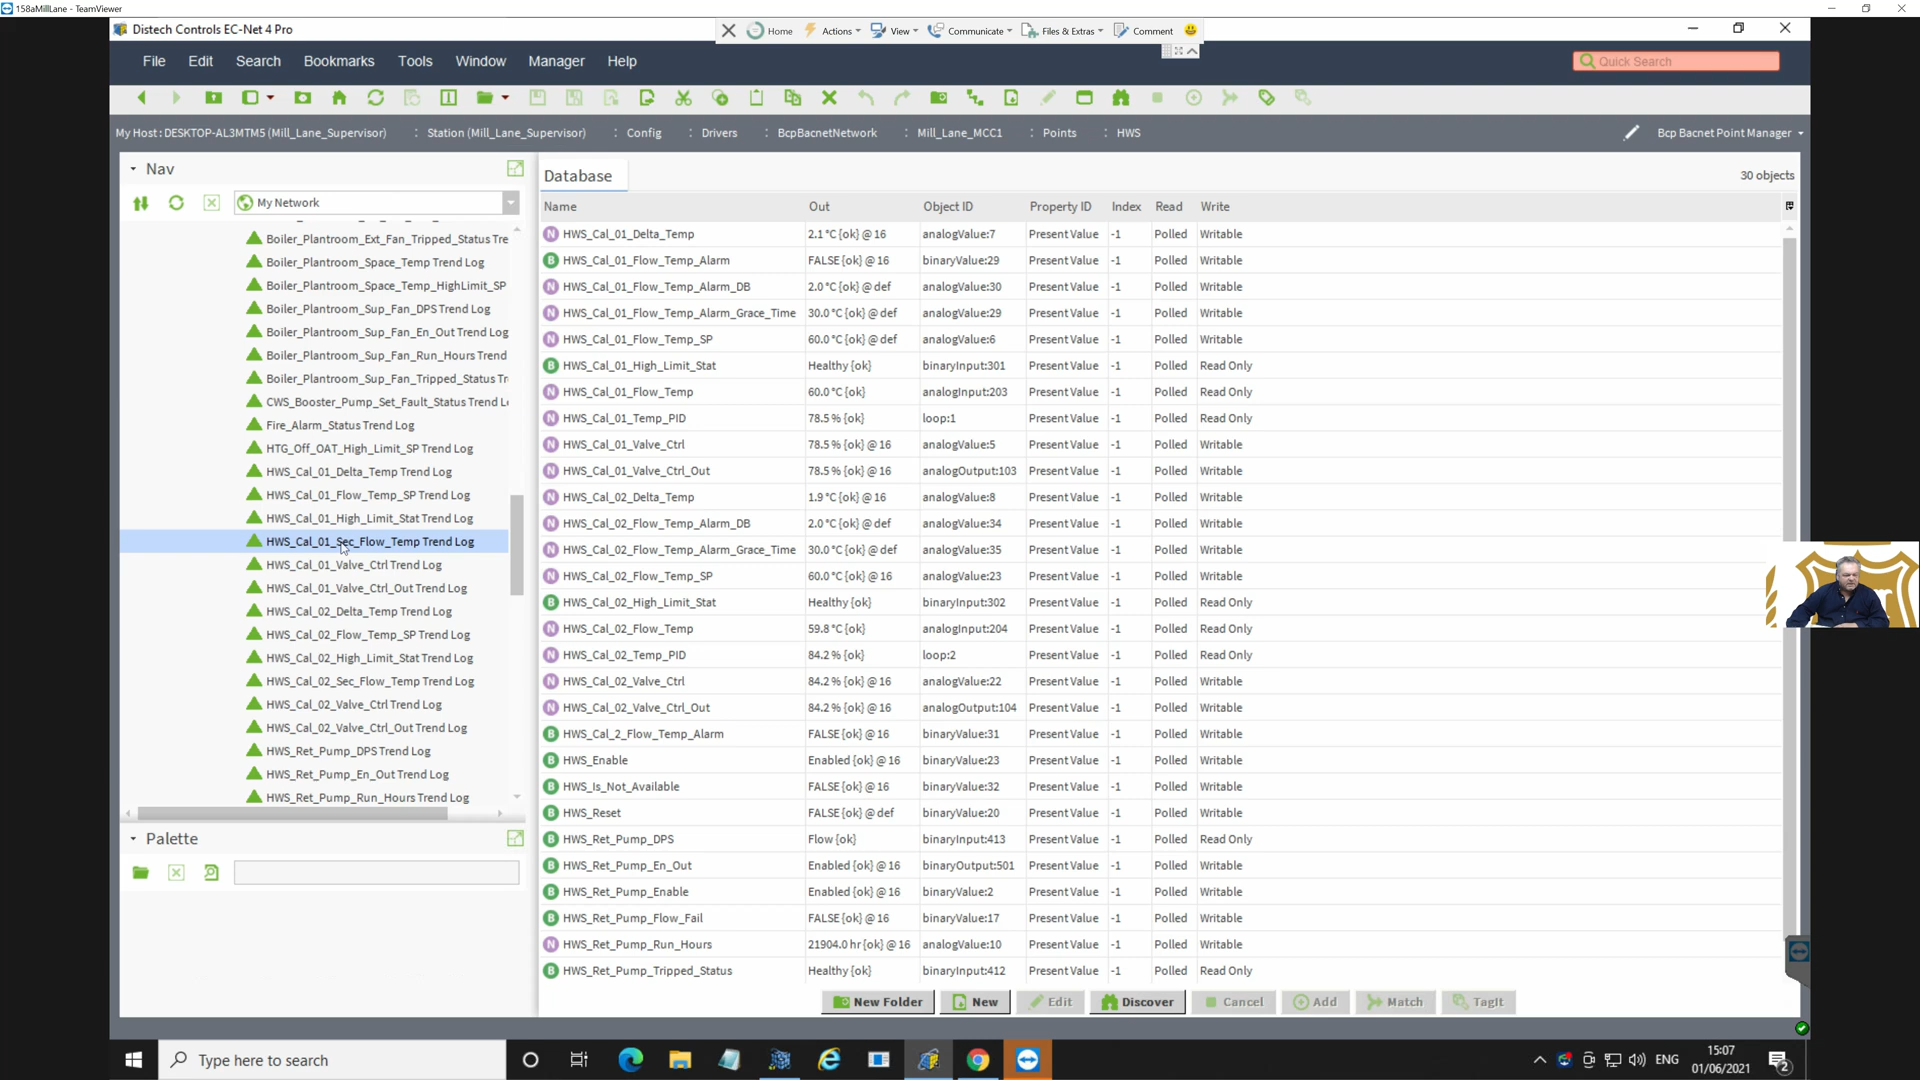 158aMillLane - TeamViewer
Distech Controls EC-Net 4 Pro
Home Actions View Communicate Files & Extras Comment
File Edit Search Bookmarks Tools Window Manager Help
Quick Search
My Host : DESKTOP-AL3MTM5 (Mill_Lane_Supervisor) : Station (Mill_Lane_Supervisor) : Config : Drivers : BcpBacnetNetwork : Mill_Lane_MCC1 : Points : HWS
Bcp Bacnet Point Manager
Nav
My Network
Boiler_Plantroom_Ext_Fan_Tripped_Status Tre
Boiler_Plantroom_Space_Temp Trend Log
Boiler_Plantroom_Space_Temp_HighLimit_SP
Boiler_Plantroom_Sup_Fan_DPS Trend Log
Boiler_Plantroom_Sup_Fan_En_Out Trend Log
Boiler_Plantroom_Sup_Fan_Run_Hours Trend
Boiler_Plantroom_Sup_Fan_Tripped_Status Tr
CWS_Booster_Pump_Set_Fault_Status Trend L
Fire_Alarm_Status Trend Log
HTG_Off_OAT_High_Limit_SP Trend Log
HWS_Cal_01_Delta_Temp Trend Log
HWS_Cal_01_Flow_Temp_SP Trend Log
HWS_Cal_01_High_Limit_Stat Trend Log
HWS_Cal_01_Sec_Flow_Temp Trend Log
HWS_Cal_01_Valve_Ctrl Trend Log
HWS_Cal_01_Valve_Ctrl_Out Trend Log
HWS_Cal_02_Delta_Temp Trend Log
HWS_Cal_02_Flow_Temp_SP Trend Log
HWS_Cal_02_High_Limit_Stat Trend Log
HWS_Cal_02_Sec_Flow_Temp Trend Log
HWS_Cal_02_Valve_Ctrl Trend Log
HWS_Cal_02_Valve_Ctrl_Out Trend Log
HWS_Ret_Pump_DPS Trend Log
HWS_Ret_Pump_En_Out Trend Log
HWS_Ret_Pump_Run_Hours Trend Log
Palette
Database
30 objects
Name Out Object ID Property ID Index Read Write
N HWS_Cal_01_Delta_Temp 2.1 °C {ok} @ 16 analogValue:7 Present Value -1 Polled Writable
B HWS_Cal_01_Flow_Temp_Alarm FALSE {ok} @ 16 binaryValue:29 Present Value -1 Polled Writable
N HWS_Cal_01_Flow_Temp_Alarm_DB 2.0 °C {ok} @ def analogValue:30 Present Value -1 Polled Writable
N HWS_Cal_01_Flow_Temp_Alarm_Grace_Time 30.0 °C {ok} @ def analogValue:29 Present Value -1 Polled Writable
N HWS_Cal_01_Flow_Temp_SP 60.0 °C {ok} @ def analogValue:6 Present Value -1 Polled Writable
B HWS_Cal_01_High_Limit_Stat Healthy {ok} binaryInput:301 Present Value -1 Polled Read Only
N HWS_Cal_01_Flow_Temp 60.0 °C {ok} analogInput:203 Present Value -1 Polled Read Only
N HWS_Cal_01_Temp_PID 78.5 % {ok} loop:1 Present Value -1 Polled Read Only
N HWS_Cal_01_Valve_Ctrl 78.5 % {ok} @ 16 analogValue:5 Present Value -1 Polled Writable
N HWS_Cal_01_Valve_Ctrl_Out 78.5 % {ok} @ 16 analogOutput:103 Present Value -1 Polled Writable
N HWS_Cal_02_Delta_Temp 1.9 °C {ok} @ 16 analogValue:8 Present Value -1 Polled Writable
N HWS_Cal_02_Flow_Temp_Alarm_DB 2.0 °C {ok} @ def analogValue:34 Present Value -1 Polled Writable
N HWS_Cal_02_Flow_Temp_Alarm_Grace_Time 30.0 °C {ok} @ def analogValue:35 Present Value -1 Polled Writable
N HWS_Cal_02_Flow_Temp_SP 60.0 °C {ok} @ 16 analogValue:23 Present Value -1 Polled Writable
B HWS_Cal_02_High_Limit_Stat Healthy {ok} binaryInput:302 Present Value -1 Polled Read Only
N HWS_Cal_02_Flow_Temp 59.8 °C {ok} analogInput:204 Present Value -1 Polled Read Only
N HWS_Cal_02_Temp_PID 84.2 % {ok} loop:2 Present Value -1 Polled Read Only
N HWS_Cal_02_Valve_Ctrl 84.2 % {ok} @ 16 analogValue:22 Present Value -1 Polled Writable
N HWS_Cal_02_Valve_Ctrl_Out 84.2 % {ok} @ 16 analogOutput:104 Present Value -1 Polled Writable
B HWS_Cal_2_Flow_Temp_Alarm FALSE {ok} @ 16 binaryValue:31 Present Value -1 Polled Writable
B HWS_Enable Enabled {ok} @ 16 binaryValue:23 Present Value -1 Polled Writable
B HWS_Is_Not_Available FALSE {ok} @ 16 binaryValue:32 Present Value -1 Polled Writable
B HWS_Reset FALSE {ok} @ def binaryValue:20 Present Value -1 Polled Writable
B HWS_Ret_Pump_DPS Flow {ok} binaryInput:413 Present Value -1 Polled Read Only
B HWS_Ret_Pump_En_Out Enabled {ok} @ 16 binaryOutput:501 Present Value -1 Polled Writable
B HWS_Ret_Pump_Enable Enabled {ok} @ 16 binaryValue:2 Present Value -1 Polled Writable
B HWS_Ret_Pump_Flow_Fail FALSE {ok} @ 16 binaryValue:17 Present Value -1 Polled Writable
N HWS_Ret_Pump_Run_Hours 21904.0 hr {ok} @ 16 analogValue:10 Present Value -1 Polled Writable
B HWS_Ret_Pump_Tripped_Status Healthy {ok} binaryInput:412 Present Value -1 Polled Read Only
New Folder New Edit Discover Cancel Add Match TagIt
Type here to search
ENG
15:07
01/06/2021
2